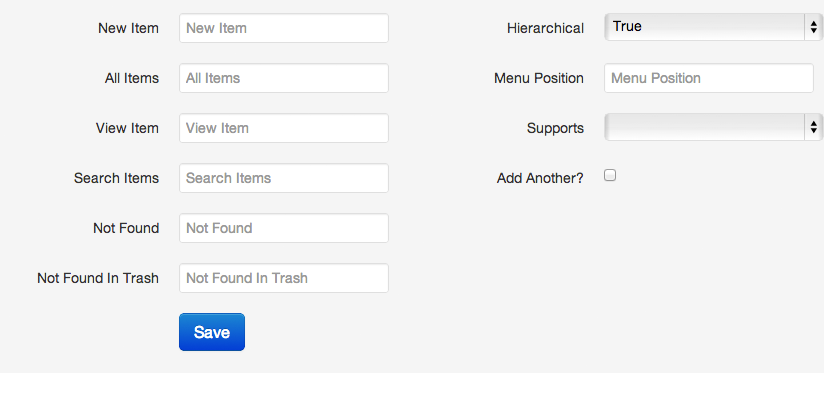 New Item New Item Hierarchical True
All Items All Items Menu Position Menu Position
View Item View Item Supports
Search Items Search Items Add Another?
Not Found Not Found
Not Found In Trash Not Found In Trash
Save